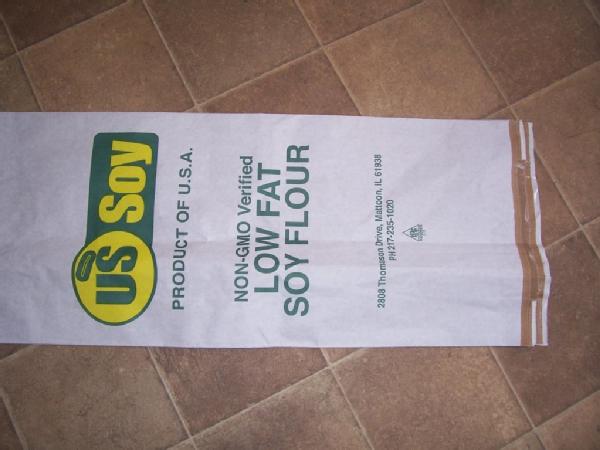 US Soy
PRODUCT OF U.S.A.
NON-GMO Verified
LOW FAT
SOY FLOUR
2808 Thomason Drive, Mattoon, IL 61938
PH 217-235-1020